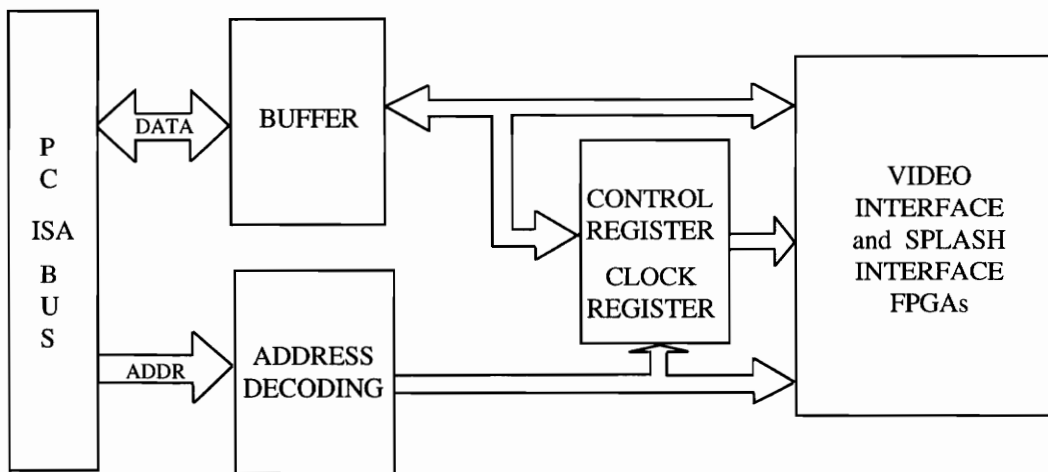 P
C
ISA
B
U
S
DATA
ADDR
BUFFER
ADDRESS
DECODING
CONTROL
REGISTER
CLOCK
REGISTER
VIDEO
INTERFACE
and SPLASH
INTERFACE
FPGAs